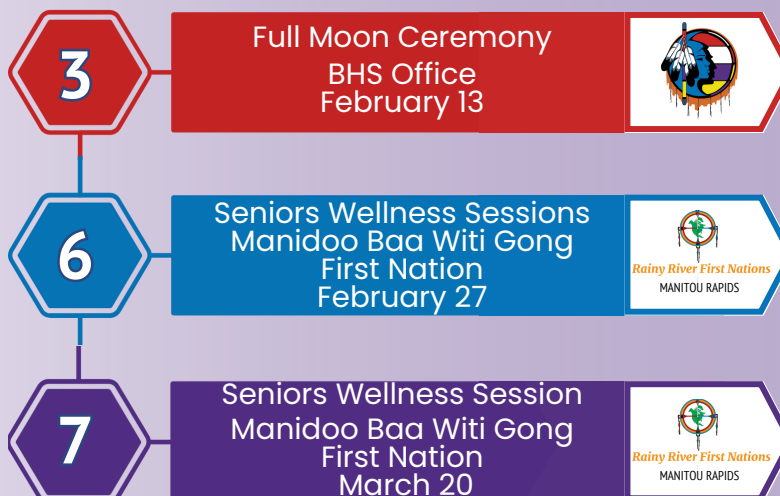 3
Full Moon Ceremony
BHS Office
February 13
6
Seniors Wellness Sessions
Manidoo Baa Witi Gong
First Nation
February 27
Rainy River First Nations
MANITOU RAPIDS
7
Seniors Wellness Session
Manidoo Baa Witi Gong
First Nation
March 20
Rainy River First Nations
MANITOU RAPIDS